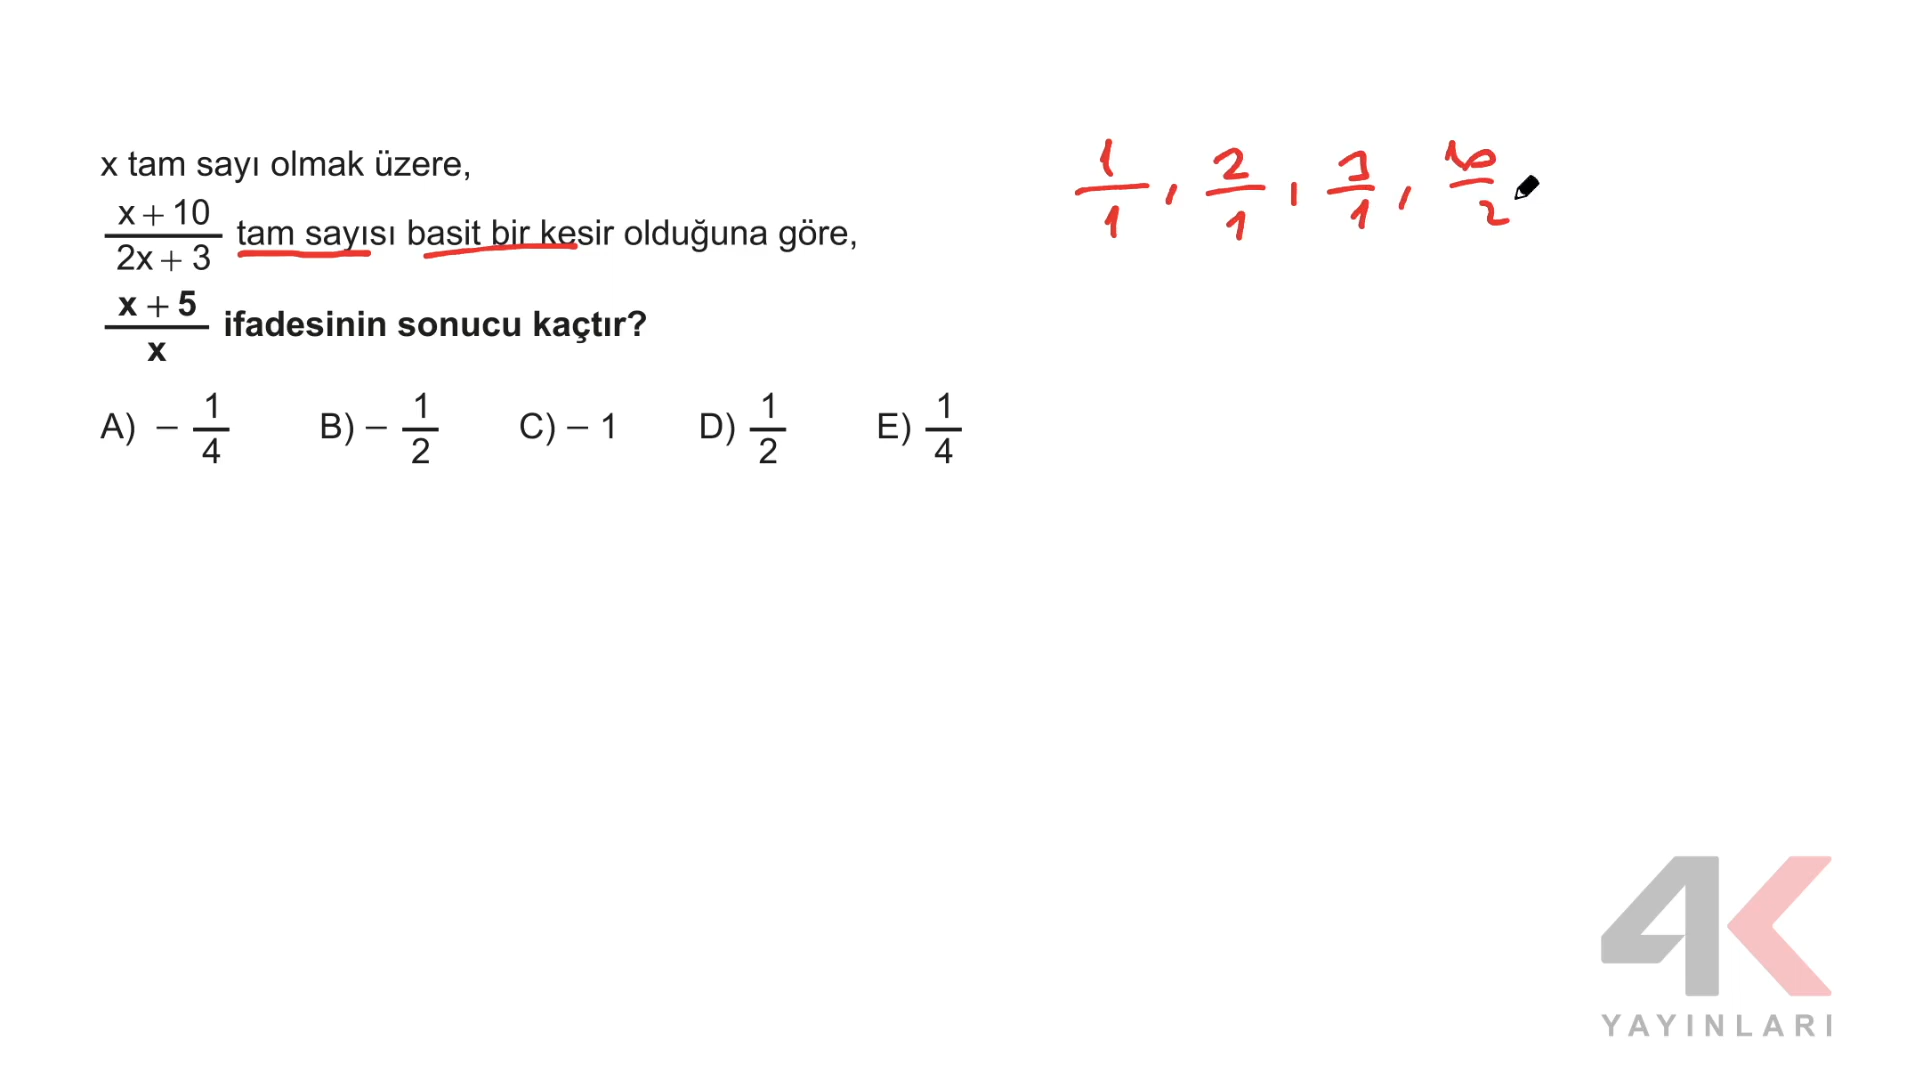 x tam sayı olmak üzere,
x + 10
2x + 3
tam sayısı basit bir kesir olduğuna göre,
x + 5
x
ifadesinin sonucu kaçtır?
A) – 1/4 B) – 1/2 C) – 1 D) 1/2 E) 1/4
1/1 , 2/1 , 3/1 , 10/2
4K
YAYINLARI